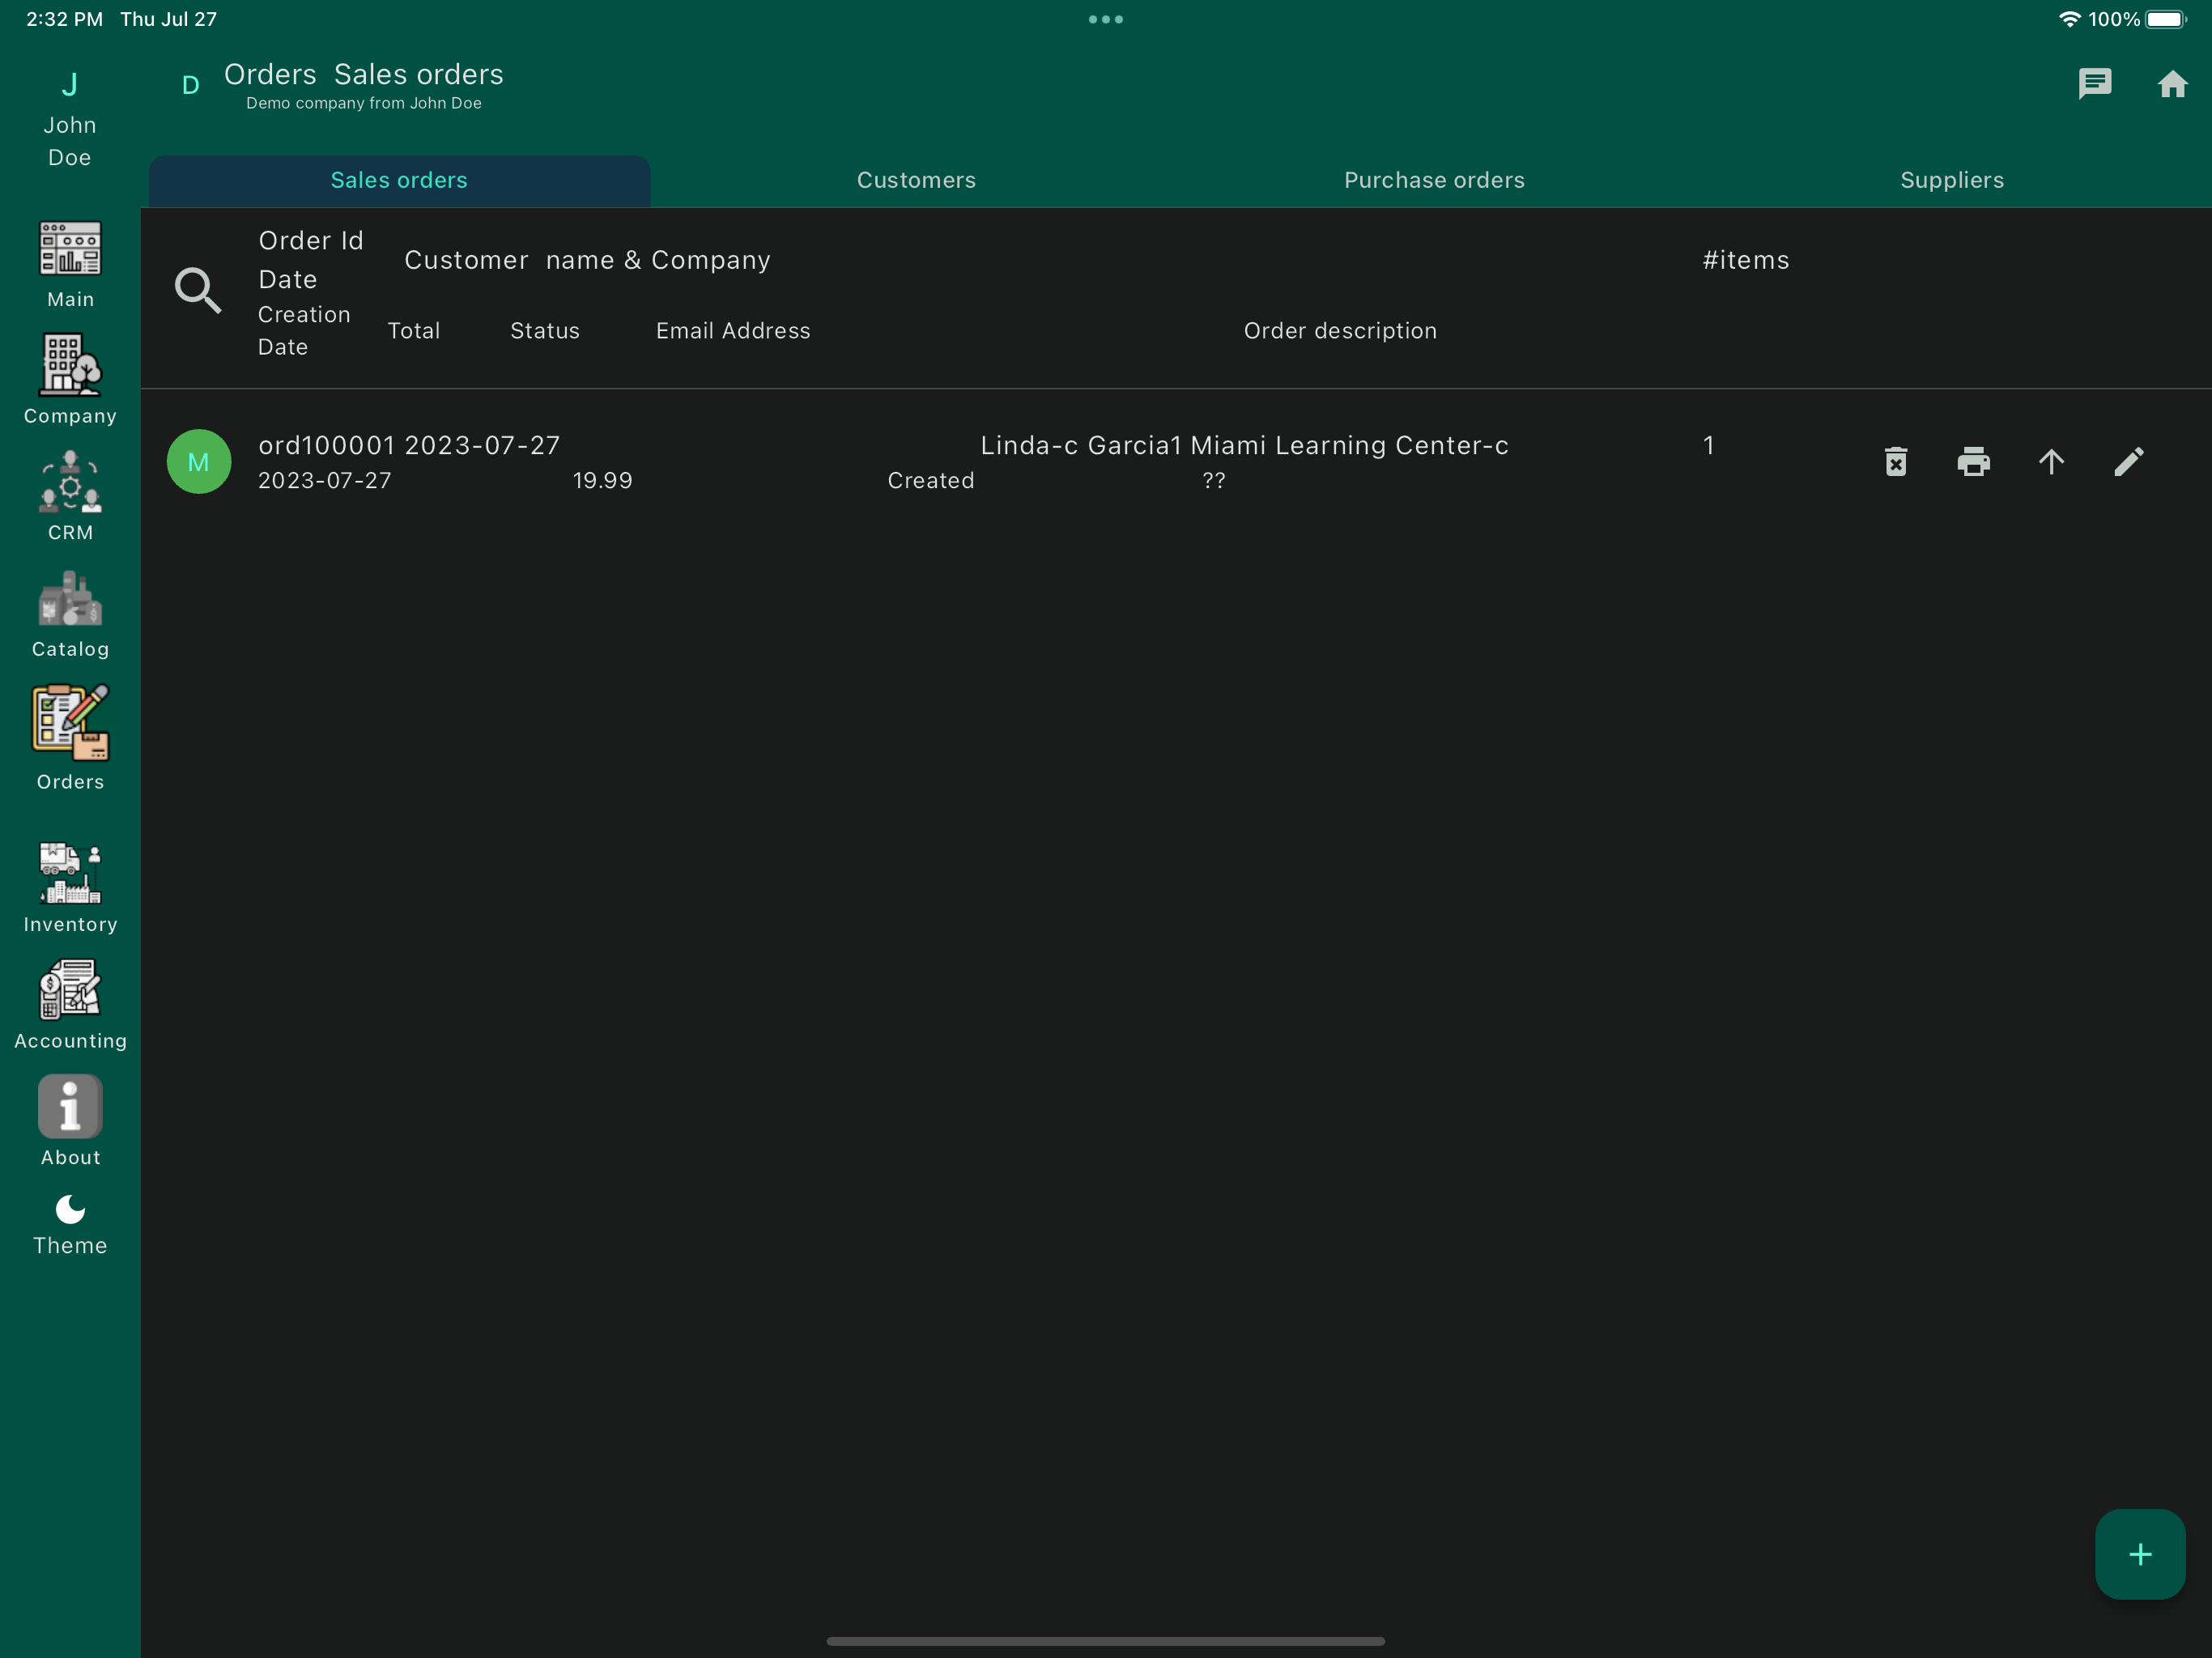 2:32 PM Thu Jul 27
100%
J
John
Doe
D
Orders Sales orders
Demo company from John Doe
Sales orders
Customers
Purchase orders
Suppliers
Order Id
Date
Customer name & Company
#items
Creation
Date
Total
Status
Email Address
Order description
M
ord100001 2023-07-27
Linda-c Garcia1 Miami Learning Center-c
1
2023-07-27
19.99
Created
??
Main
Company
CRM
Catalog
Orders
Inventory
Accounting
About
Theme
+